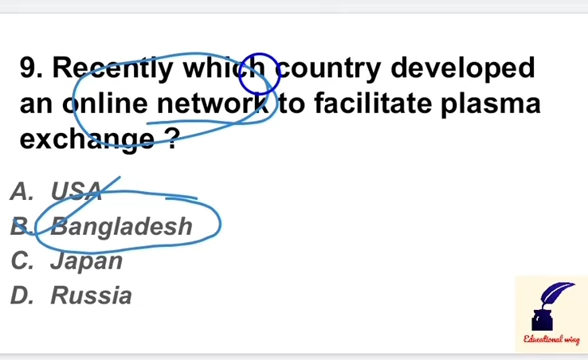 9. Recently which country developed
an online network to facilitate plasma
exchange ?
A. USA
B. Bangladesh
C. Japan
D. Russia
Educational wing